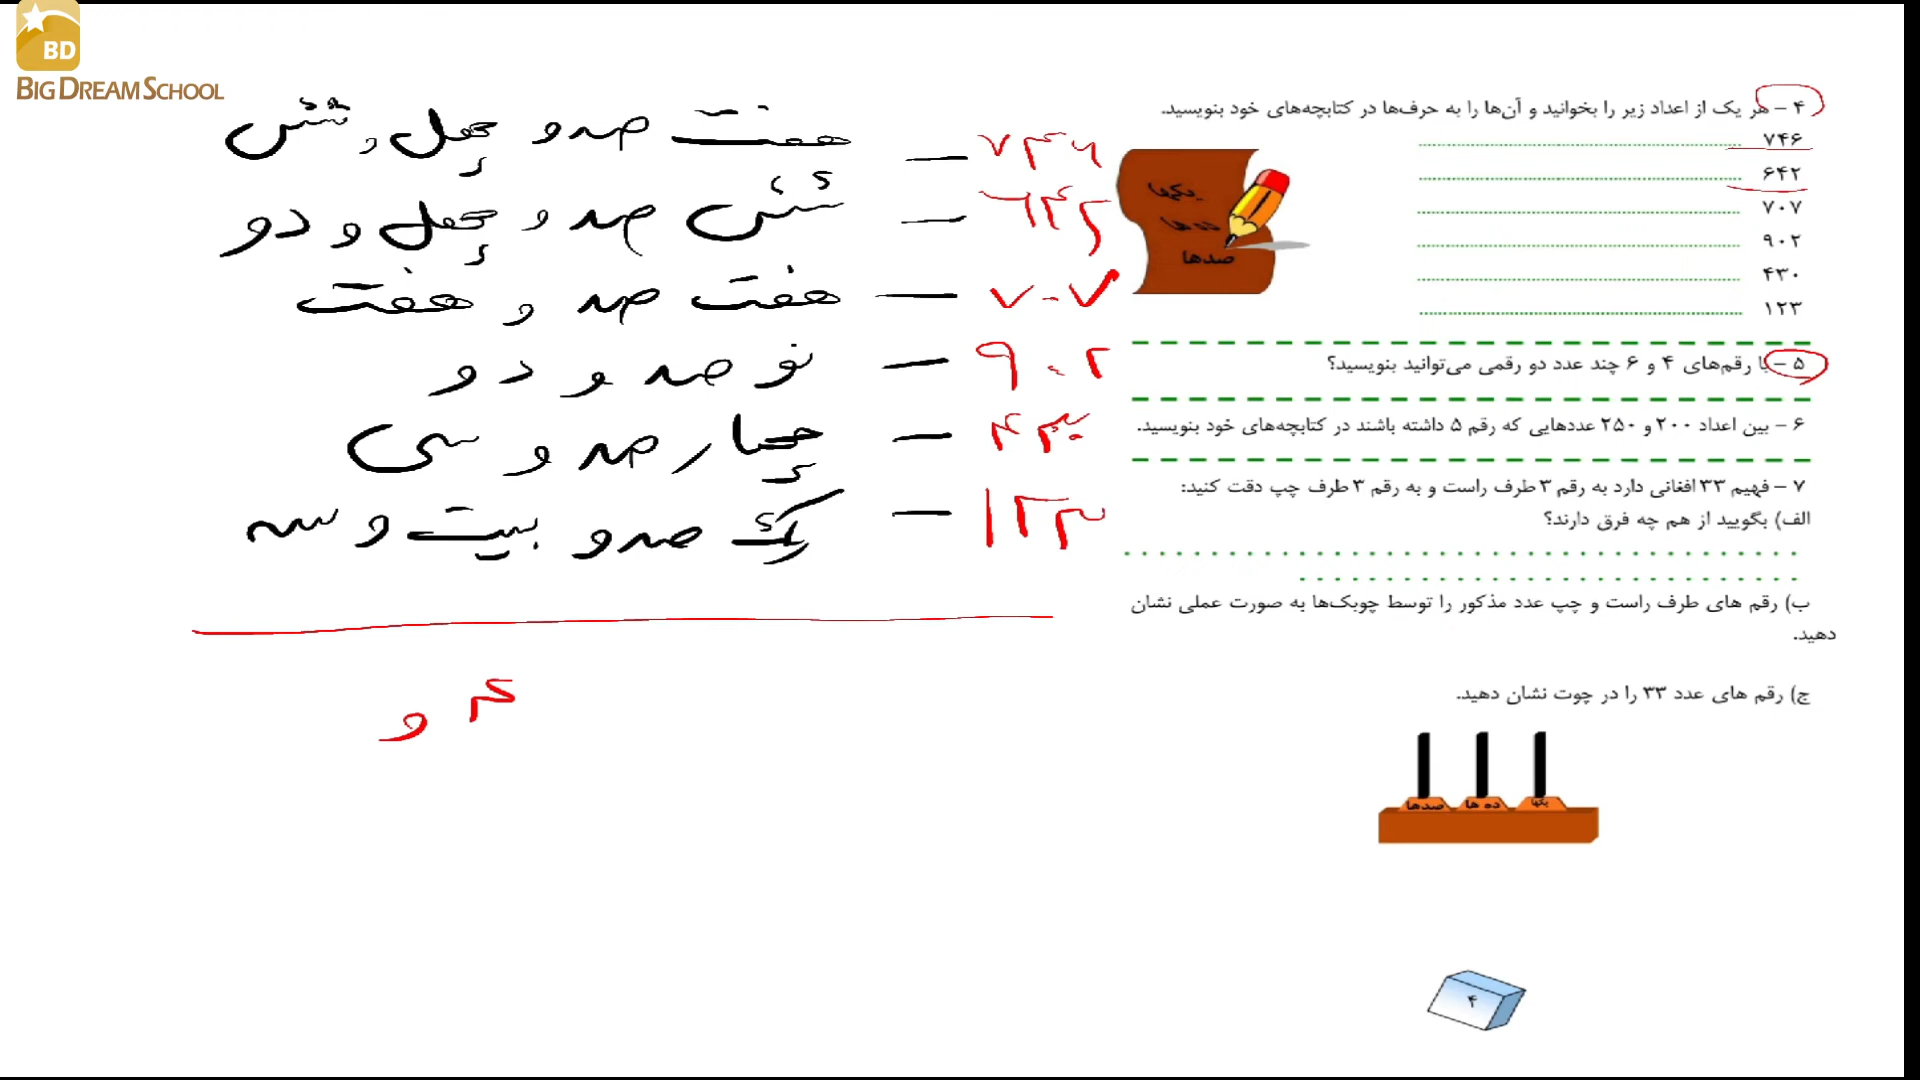 BD
BIG DREAM SCHOOL
۴ – هر یک از اعداد زیر را بخوانید و آن‌ها را به حرف‌ها در کتابچه‌های خود بنویسید.
۷۴۶
۶۴۲
۷۰۷
۹۰۲
۴۳۰
۱۲۳
یکها
ده ها
صدها
۵ – با رقم‌های ۴ و ۶ چند عدد دو رقمی می‌توانید بنویسید؟
۶ – بین اعداد ۲۰۰ و ۲۵۰ عددهایی که رقم ۵ داشته باشند در کتابچه‌های خود بنویسید.
۷ – فهیم ۳۳ افغانی دارد به رقم ۳ طرف راست و به رقم ۳ طرف چپ دقت کنید:
الف) بگویید از هم چه فرق دارند؟
ب) رقم های طرف راست و چپ عدد مذکور را توسط چوبک‌ها به صورت عملی نشان
دهید.
ج) رقم های عدد ۳۳ را در چوت نشان دهید.
صدها ده ها یکها
۴
۷۴۶ – هفت صد و چهل و شش
۶۴۲ – شش صد و چهل و دو
۷۰۷ – هفت صد و هفت
۹۰۲ – نو صد و دو
۴۳۰ – چهار صد و سی
۱۲۳ – یک صد و بیت و سه
۴ و